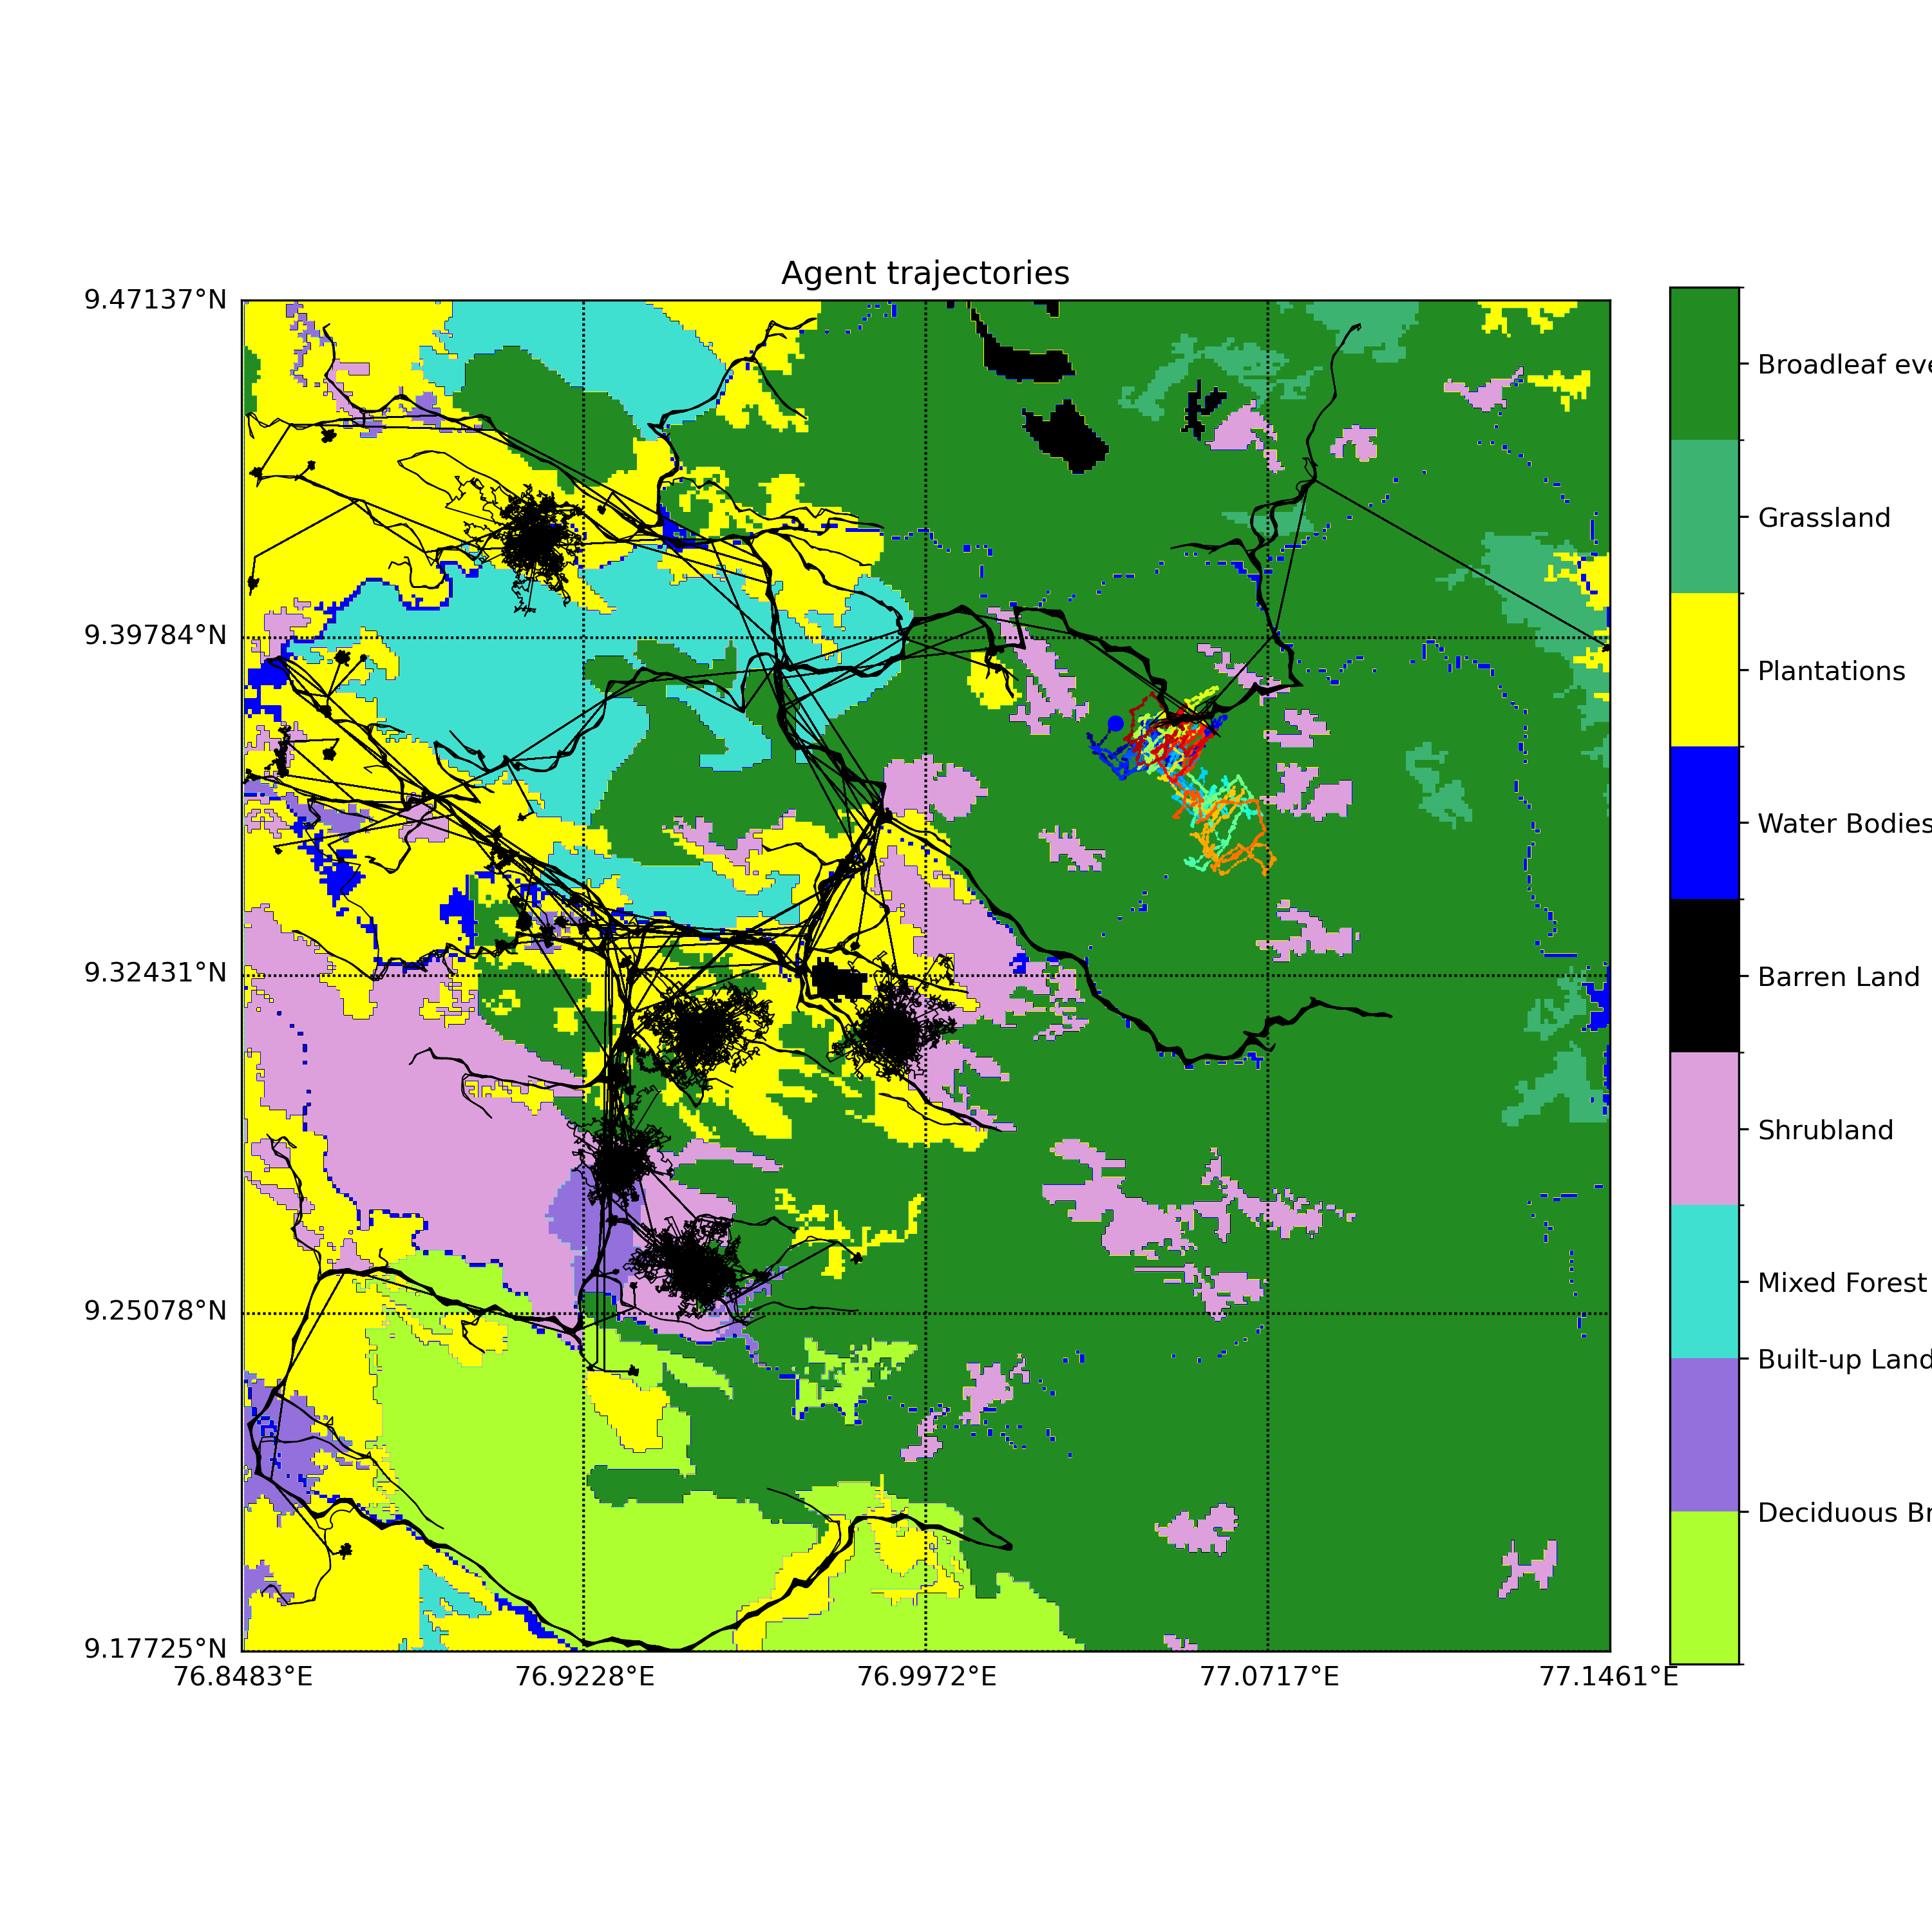 Agent trajectories
9.47137°N
9.39784°N
9.32431°N
9.25078°N
9.17725°N
76.8483°E
76.9228°E
76.9972°E
77.0717°E
77.1461°E
Broadleaf eve
Grassland
Plantations
Water Bodies
Barren Land
Shrubland
Mixed Forest
Built-up Land
Deciduous Br